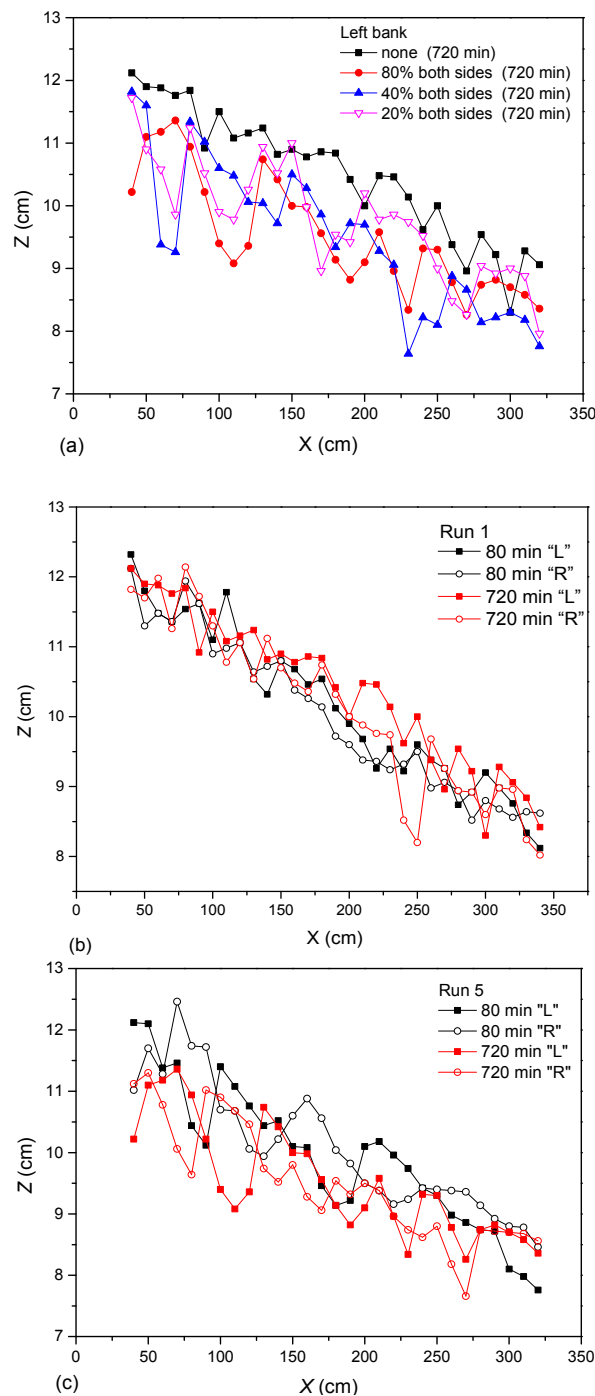 13
12
11
10
9
8
7
Z (cm)
Left bank
none (720 min)
80% both sides (720 min)
40% both sides (720 min)
20% both sides (720 min)
50 100 150 200 250 300 350
X (cm)
(a)
13
12
11
10
9
8
Z (cm)
Run 1
80 min “L”
80 min “R”
720 min “L”
720 min “R”
50 100 150 200 250 300 350
X (cm)
(b)
13
12
11
10
9
8
7
Z (cm)
Run 5
80 min "L"
80 min "R"
720 min "L"
720 min "R"
50 100 150 200 250 300 350
X (cm)
(c)